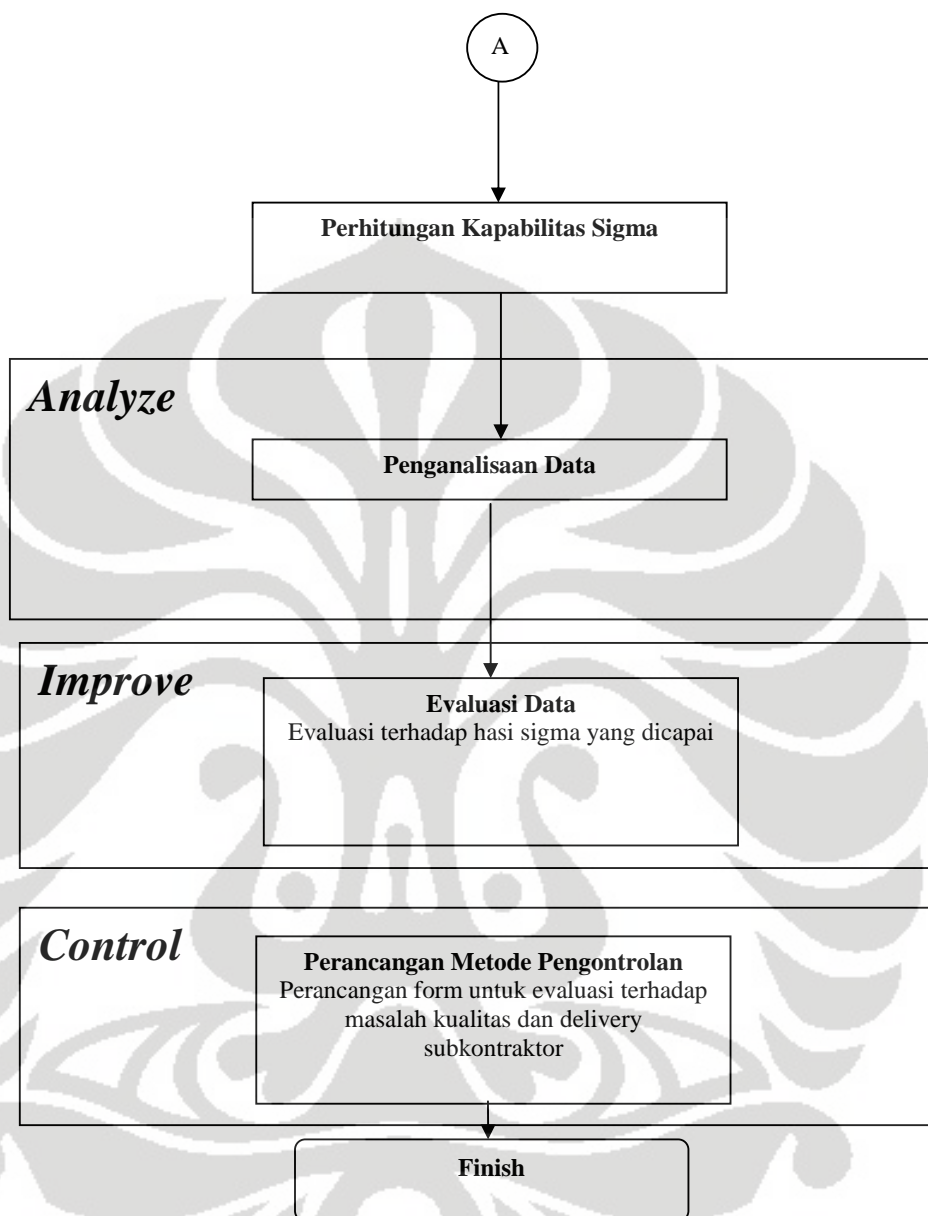 A
Perhitungan Kapabilitas Sigma
Analyze
Penganalisaan Data
Improve
Evaluasi Data
Evaluasi terhadap hasi sigma yang dicapai
Control
Perancangan Metode Pengontrolan
Perancangan form untuk evaluasi terhadap
masalah kualitas dan delivery
subkontraktor
Finish